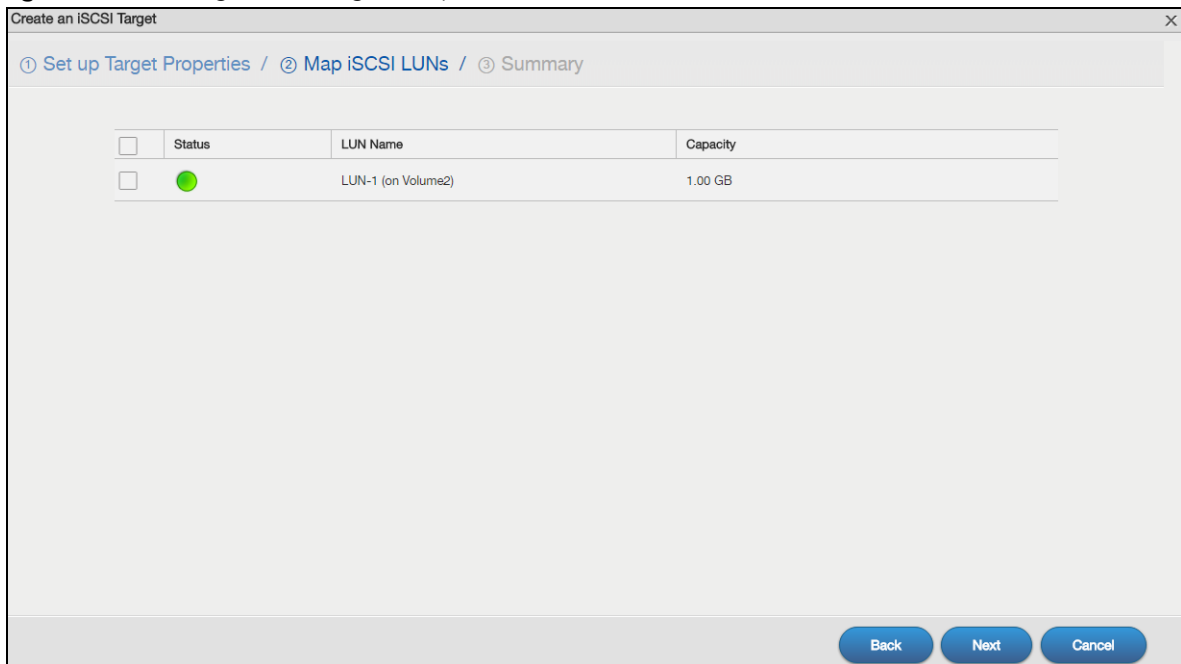 Create an iSCSI Target
① Set up Target Properties / ② Map iSCSI LUNs / ③ Summary
Status LUN Name Capacity
LUN-1 (on Volume2) 1.00 GB
Back Next Cancel